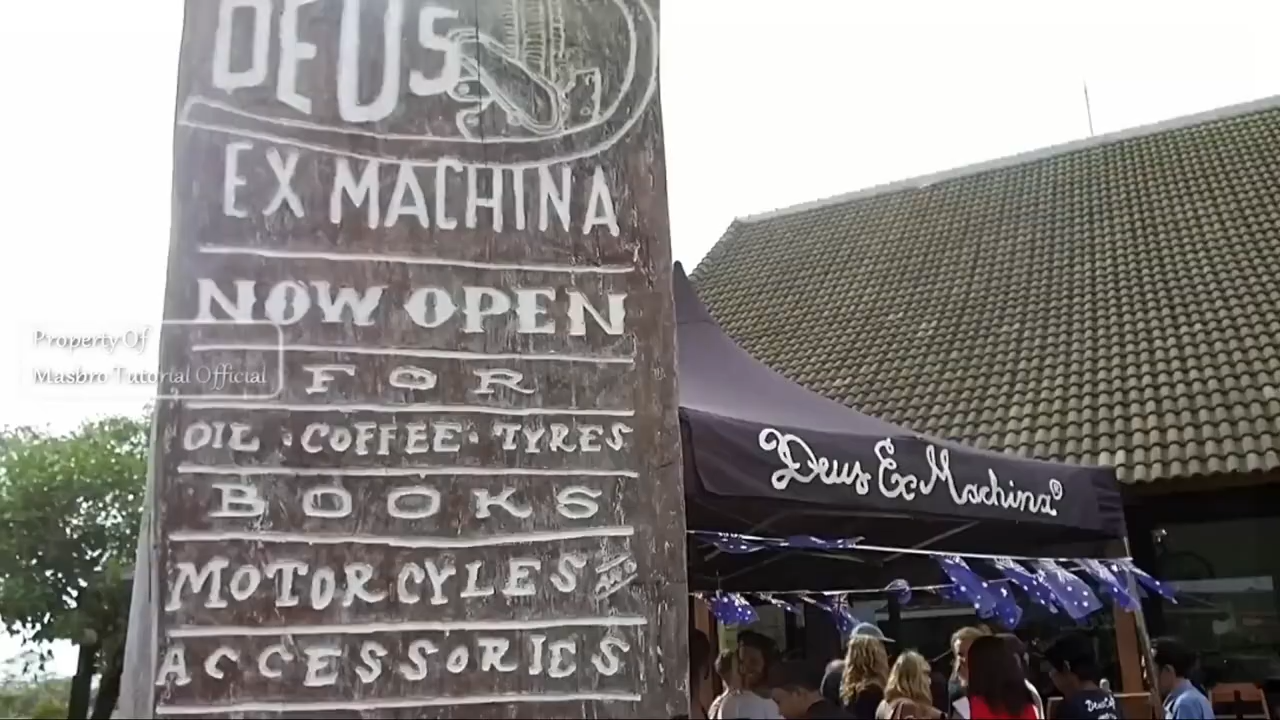 DEUS
EX MACHINA
NOW OPEN
FOR
OIL · COFFEE · TYRES
BOOKS
MOTORCYLES AND
ACCESSORIES
Deus Ex Machina®
Property Of
Masbro Tutorial Official